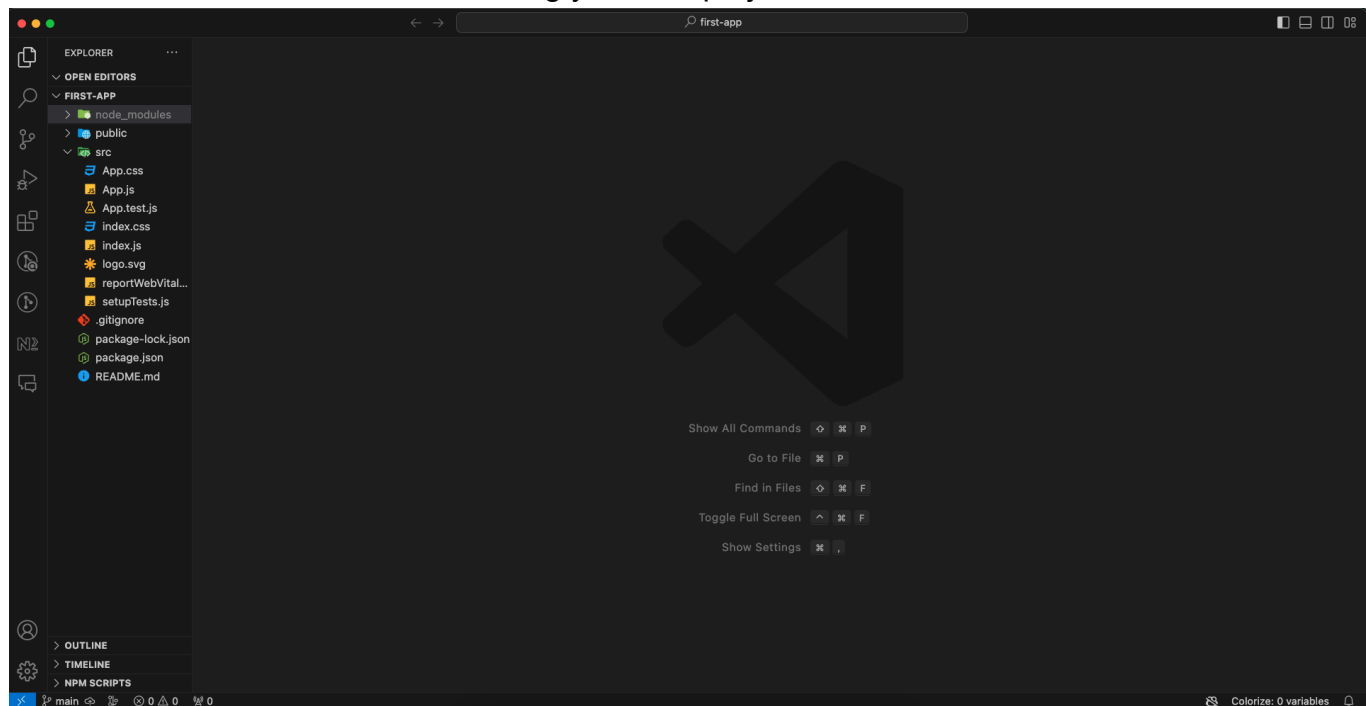 first-app
EXPLORER
OPEN EDITORS
FIRST-APP
node_modules
public
src
App.css
App.js
App.test.js
index.css
index.js
logo.svg
reportWebVital...
setupTests.js
.gitignore
package-lock.json
package.json
README.md
Show All Commands ⇧ ⌘ P
Go to File ⌘ P
Find in Files ⇧ ⌘ F
Toggle Full Screen ^ ⌘ F
Show Settings ⌘ ,
OUTLINE
TIMELINE
NPM SCRIPTS
main 0 0 0 Colorize: 0 variables